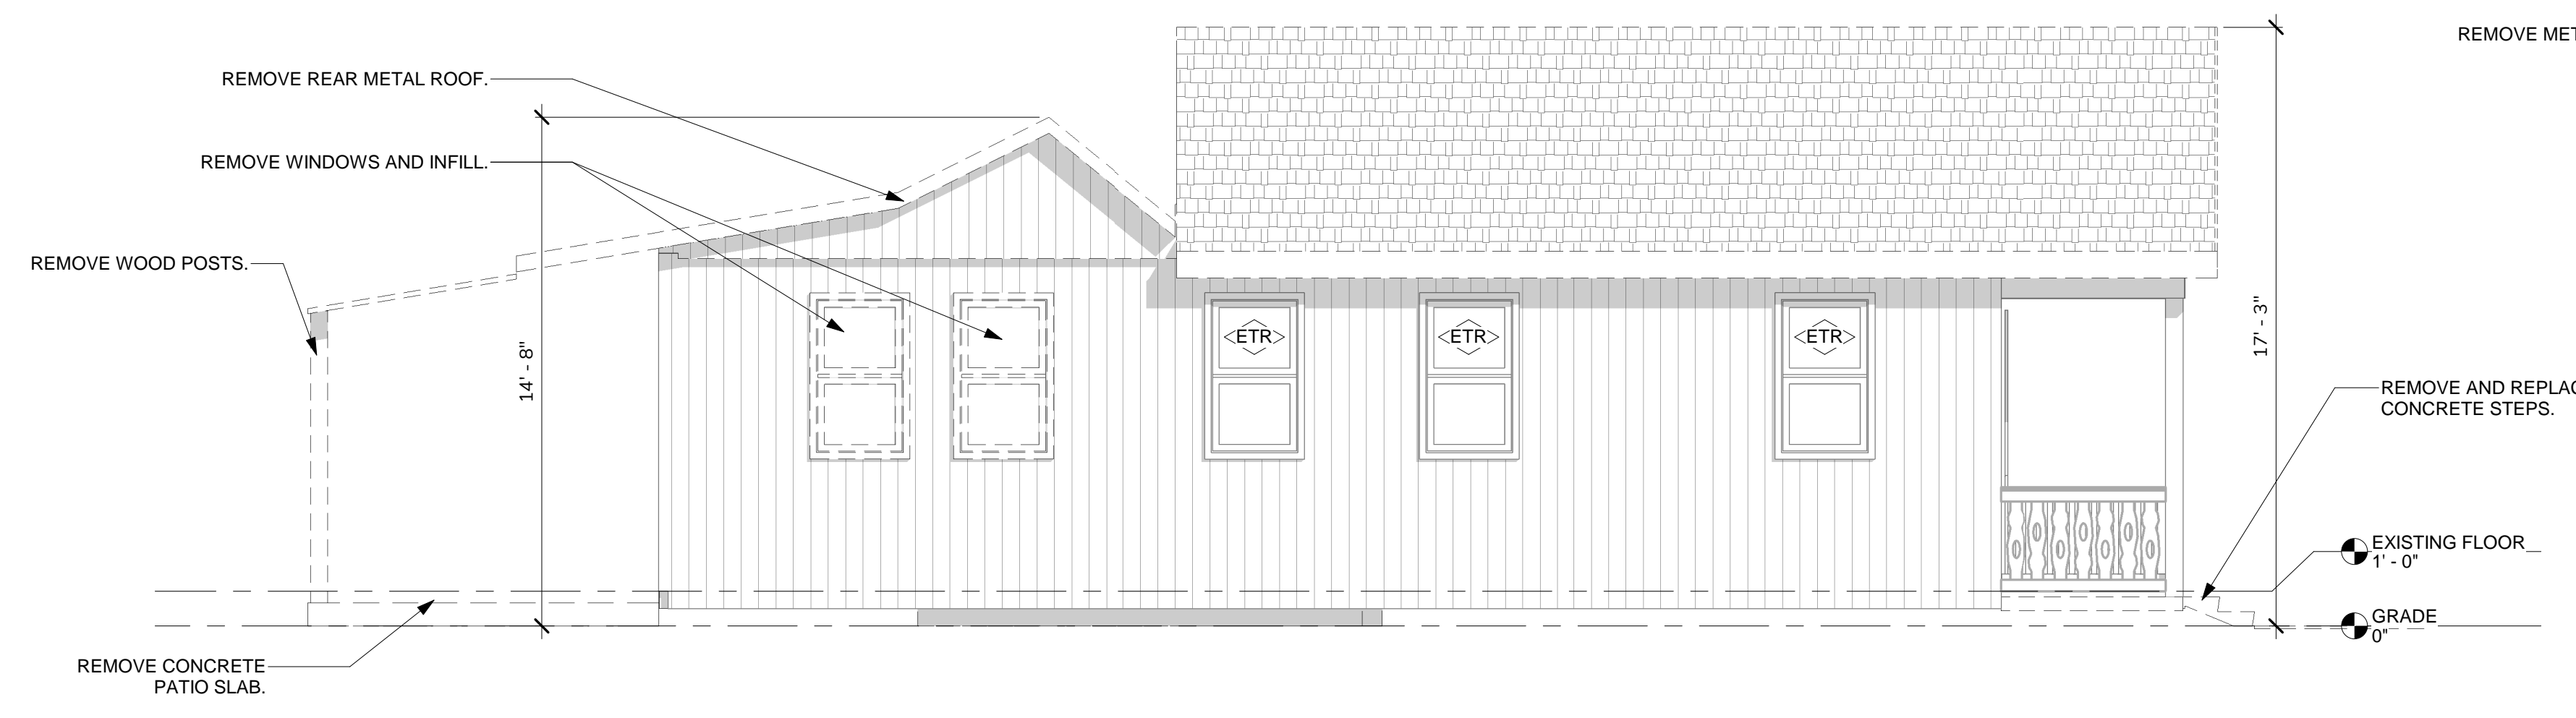 REMOVE MET
REMOVE REAR METAL ROOF.
REMOVE WINDOWS AND INFILL.
REMOVE WOOD POSTS.
14' - 8"
ETR
ETR
ETR
17' - 3"
REMOVE AND REPLAC
CONCRETE STEPS.
EXISTING FLOOR
1' - 0"
GRADE
0"
REMOVE CONCRETE
PATIO SLAB.